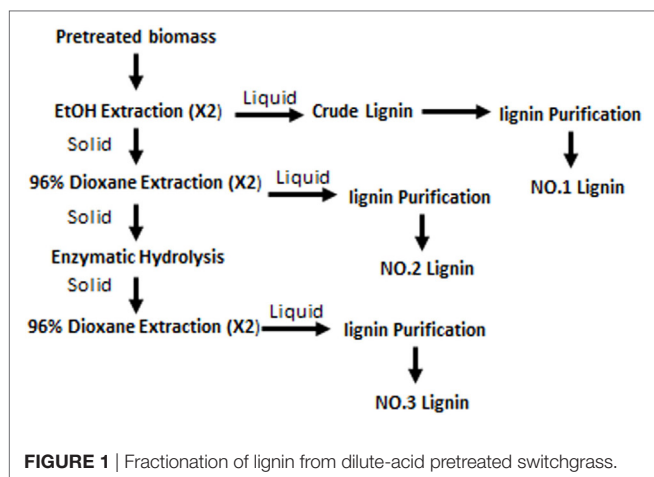 Pretreated biomass
EtOH Extraction (X2)
Liquid
Crude Lignin
lignin Purification
Solid
NO.1 Lignin
96% Dioxane Extraction (X2)
Liquid
lignin Purification
Solid
NO.2 Lignin
Enzymatic Hydrolysis
Solid
96% Dioxane Extraction (X2)
Liquid
lignin Purification
NO.3 Lignin
FIGURE 1 | Fractionation of lignin from dilute-acid pretreated switchgrass.